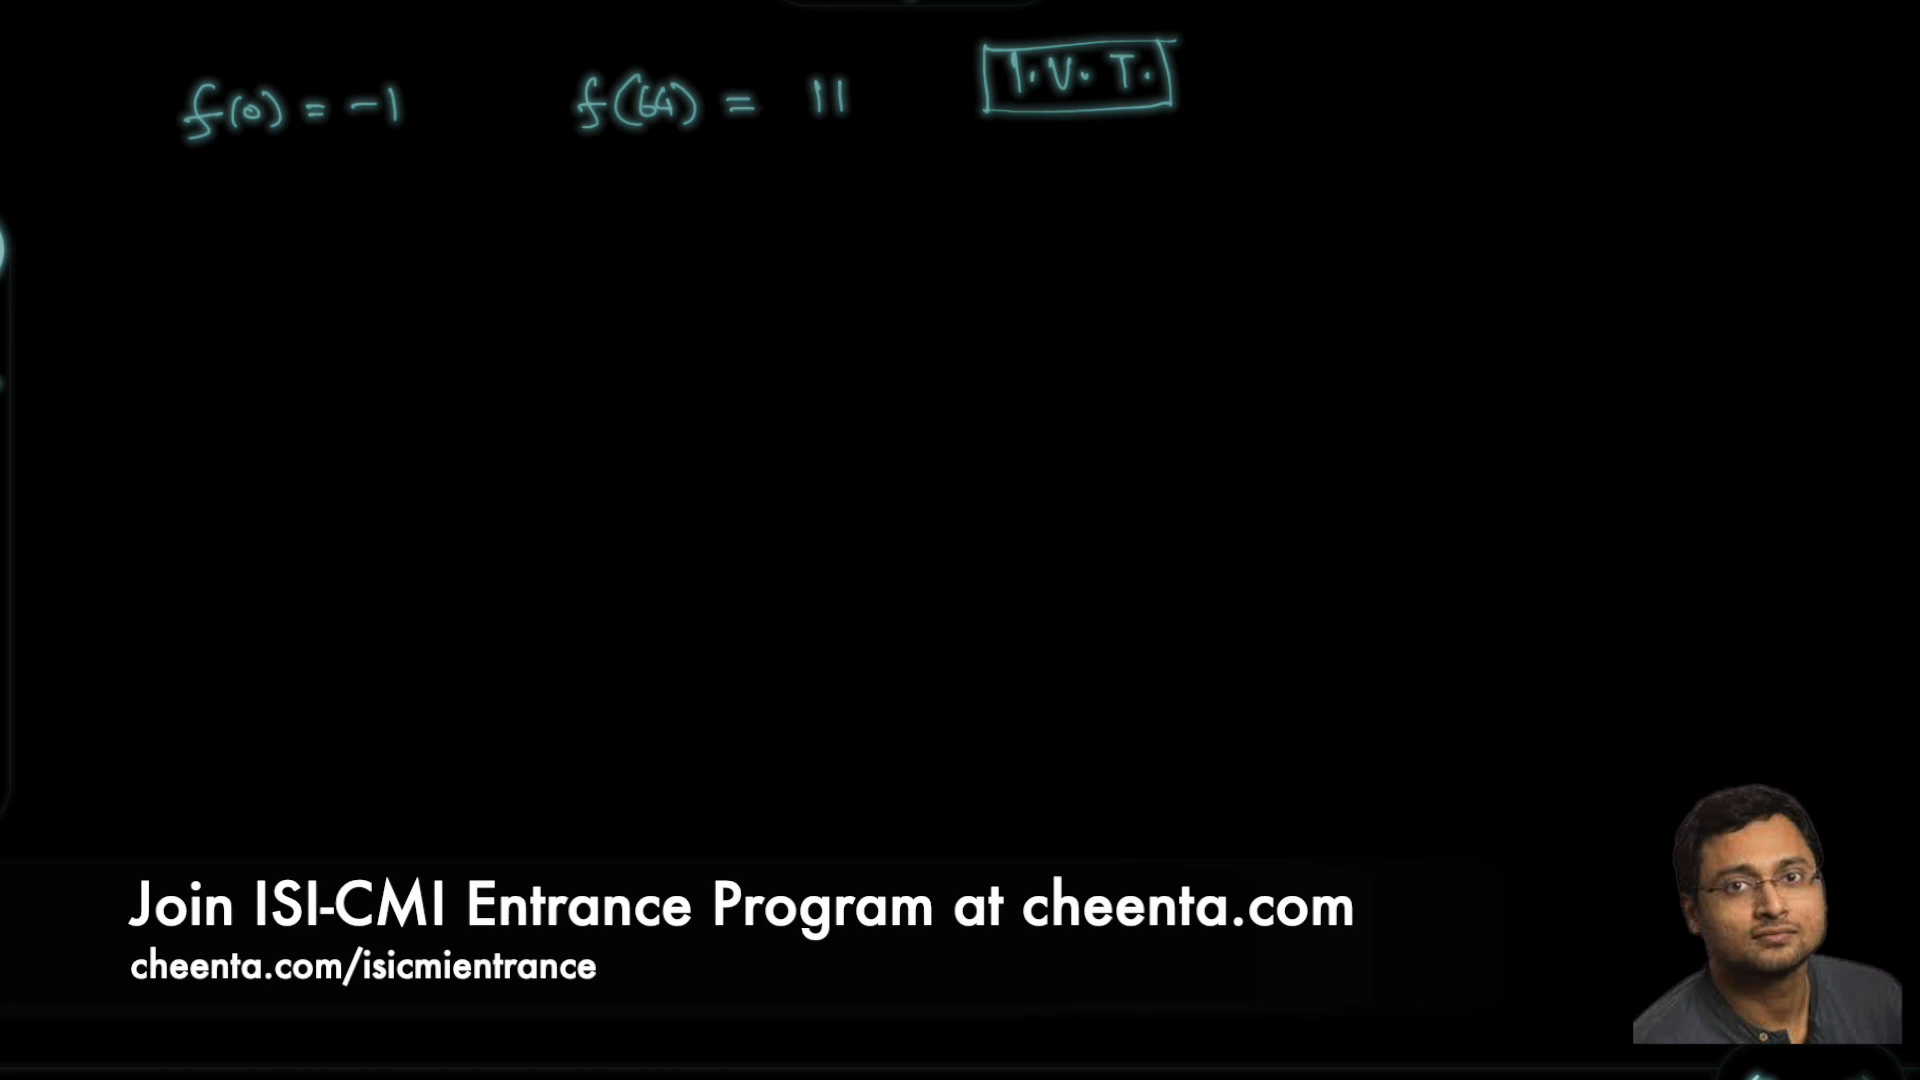 f(0) = -1 f(64) = 11 I.V.T.
Join ISI-CMI Entrance Program at cheenta.com
cheenta.com/isicmientrance